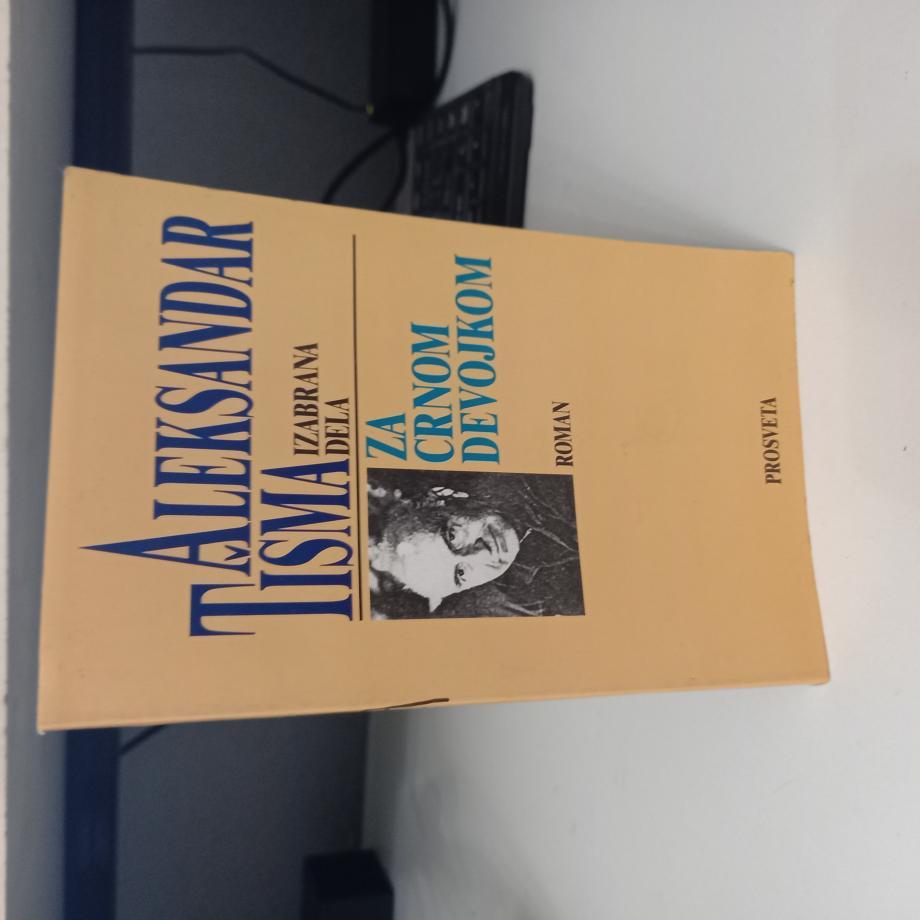 ALEKSANDAR
TIŠMA
IZABRANA
DELA
ZA
CRNOM
DEVOJKOM
ROMAN
PROSVETA